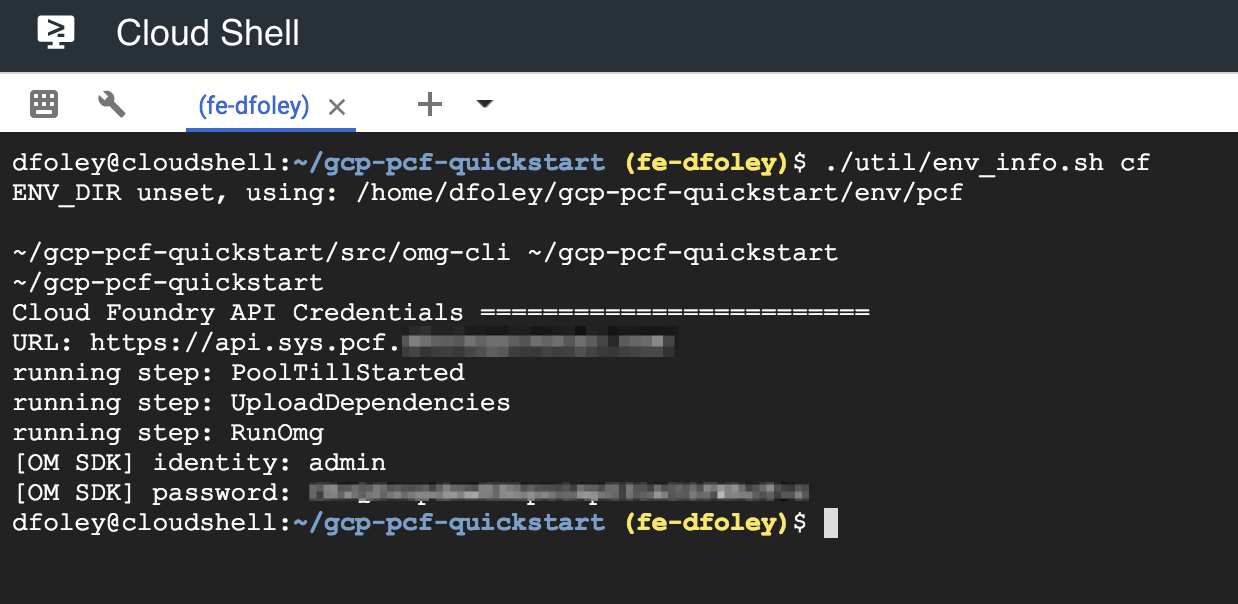 Cloud Shell
(fe-dfoley)
dfoley@cloudshell:~/gcp-pcf-quickstart (fe-dfoley)$ ./util/env_info.sh cf
ENV_DIR unset, using: /home/dfoley/gcp-pcf-quickstart/env/pcf
~/gcp-pcf-quickstart/src/omg-cli ~/gcp-pcf-quickstart
~/gcp-pcf-quickstart
Cloud Foundry API Credentials =========================
URL: https://api.sys.pcf.
running step: PoolTillStarted
running step: UploadDependencies
running step: RunOmg
[OM SDK] identity: admin
[OM SDK] password:
dfoley@cloudshell:~/gcp-pcf-quickstart (fe-dfoley)$